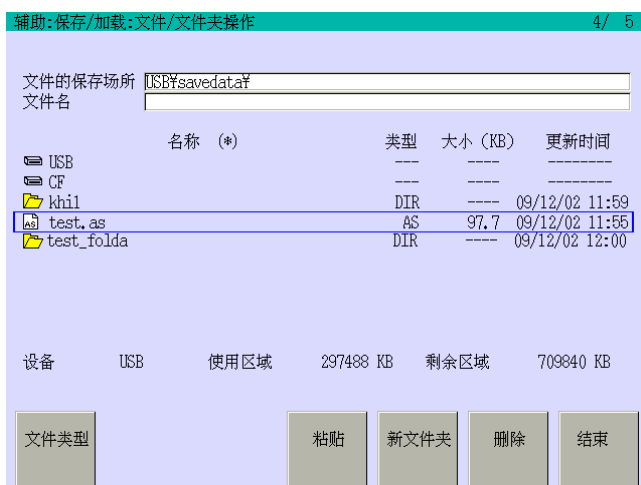 辅助:保存/加载:文件/文件夹操作 4/ 5
文件的保存场所 USB¥savedata¥
文件名
名称 (*) 类型 大小 (KB) 更新时间
USB --- ---- --------
CF --- ---- --------
khi1 DIR ---- 09/12/02 11:59
AS test.as AS 97.7 09/12/02 11:55
test_folda DIR ---- 09/12/02 12:00
设备 USB 使用区域 297488 KB 剩余区域 709840 KB
文件类型 粘贴 新文件夹 删除 结束